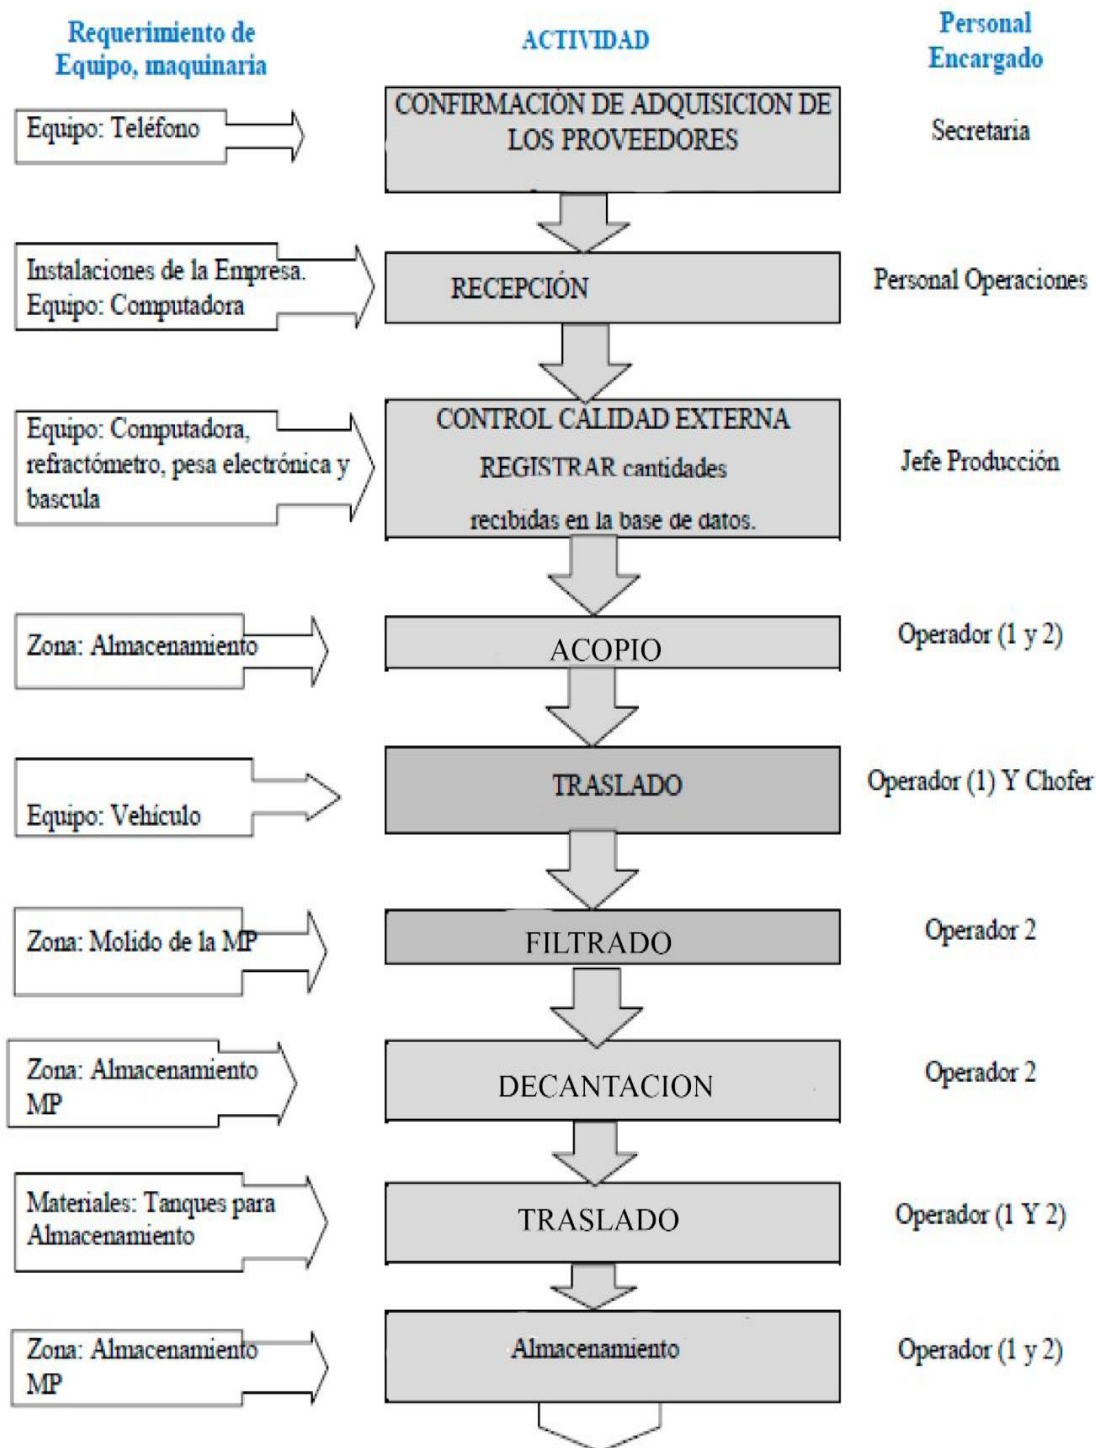 Requerimiento de
Equipo, maquinaria
ACTIVIDAD
Personal
Encargado
Equipo: Teléfono
CONFIRMACIÓN DE ADQUISICION DE
LOS PROVEEDORES
Secretaria
Instalaciones de la Empresa.
Equipo: Computadora
RECEPCIÓN
Personal Operaciones
Equipo: Computadora,
refractómetro, pesa electrónica y
bascula
CONTROL CALIDAD EXTERNA
REGISTRAR cantidades
recibidas en la base de datos.
Jefe Producción
Zona: Almacenamiento
ACOPIO
Operador (1 y 2)
Equipo: Vehículo
TRASLADO
Operador (1) Y Chofer
Zona: Molido de la MP
FILTRADO
Operador 2
Zona: Almacenamiento
MP
DECANTACION
Operador 2
Materiales: Tanques para
Almacenamiento
TRASLADO
Operador (1 Y 2)
Zona: Almacenamiento
MP
Almacenamiento
Operador (1 y 2)